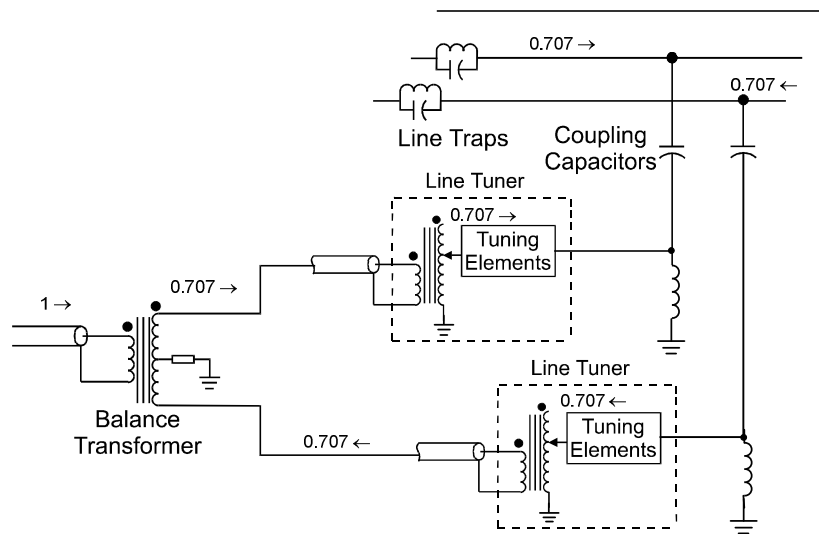 0.707 →
0.707 ←
Line Traps
Coupling
Capacitors
Line Tuner
0.707 →
Tuning
Elements
0.707 →
1 →
Balance
Transformer
Line Tuner
0.707 ←
Tuning
Elements
0.707 ←